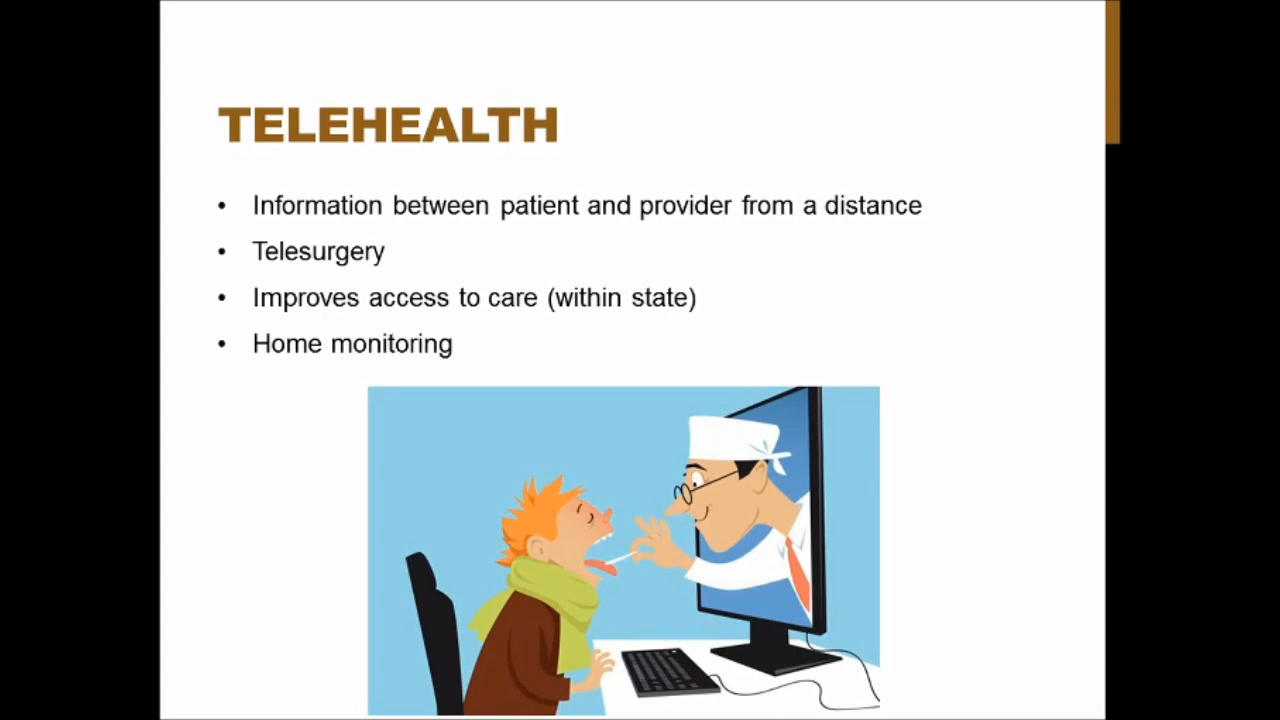 TELEHEALTH
• Information between patient and provider from a distance
• Telesurgery
• Improves access to care (within state)
• Home monitoring